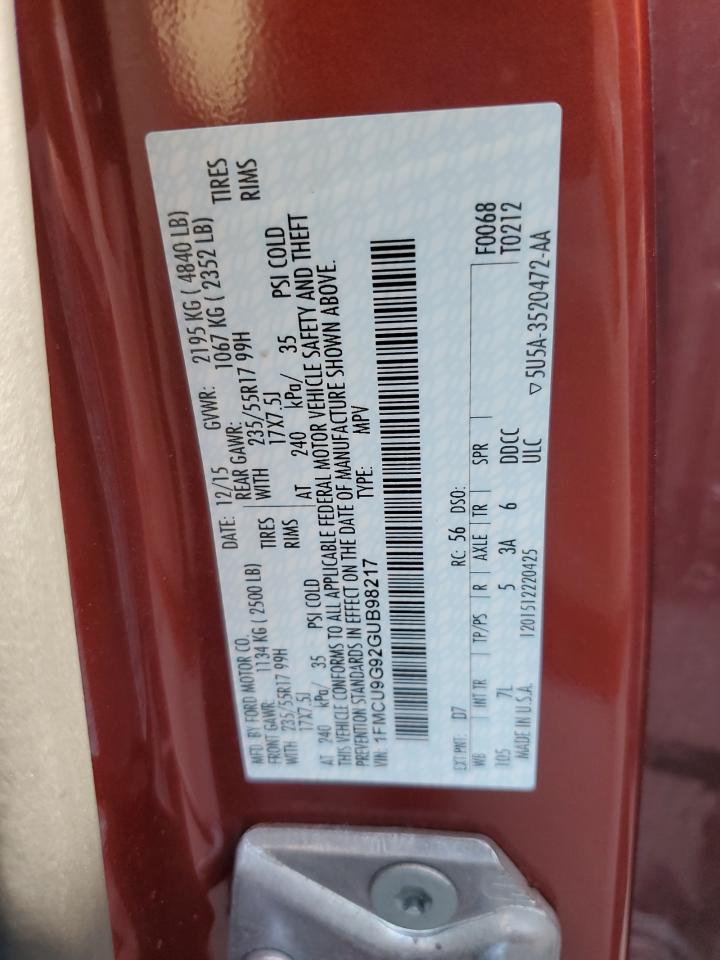 MFD. BY FORD MOTOR CO. DATE: 12/15 GVWR: 2195 KG ( 4840 LB)
FRONT GAWR: 1134 KG ( 2500 LB) REAR GAWR: 1067 KG ( 2352 LB)
WITH 235/55R17 99H TIRES WITH 235/55R17 99H TIRES
17X7.5J RIMS 17X7.5J RIMS
AT 240 kPa/ 35 PSI COLD AT 240 kPa/ 35 PSI COLD
THIS VEHICLE CONFORMS TO ALL APPLICABLE FEDERAL MOTOR VEHICLE SAFETY AND THEFT
PREVENTION STANDARDS IN EFFECT ON THE DATE OF MANUFACTURE SHOWN ABOVE.
VIN: 1FMCU9G92GUB98217 TYPE: MPV
EXT PNT: D7 RC: 56 DSO: F0068
T0212
WB INT TR TP/PS R AXLE TR SPR
105 7L 5 3A 6 DDCC
MADE IN U.S.A. 1201512220425 ULC ▽ 5U5A-3520472-AA